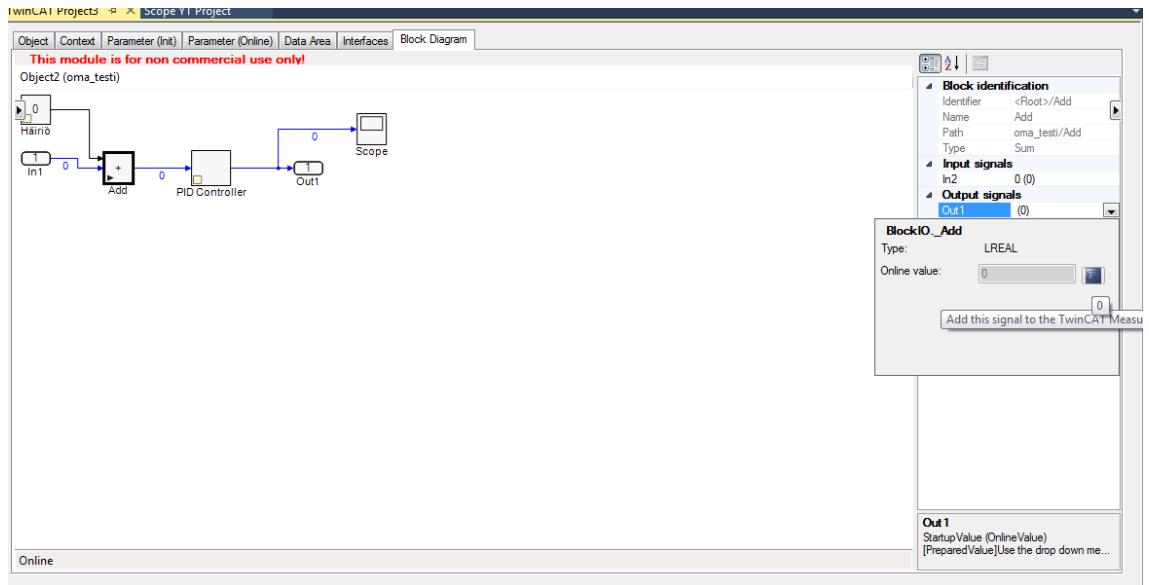 TwinCAT Project3 Scope YT Project
Object Context Parameter (Init) Parameter (Online) Data Area Interfaces Block Diagram
This module is for non commercial use only!
Object2 (oma_testi)
0
Häiriö
1
In1
0
+
Add
0
PID Controller
0
Scope
1
Out1
Block identification
Identifier <Root>/Add
Name Add
Path oma_testi/Add
Type Sum
Input signals
In2 0 (0)
Output signals
Out1 (0)
BlockIO._Add
Type: LREAL
Online value: 0
0
Add this signal to the TwinCAT Measu
Out1
StartupValue (OnlineValue)
[PreparedValue]Use the drop down me...
Online